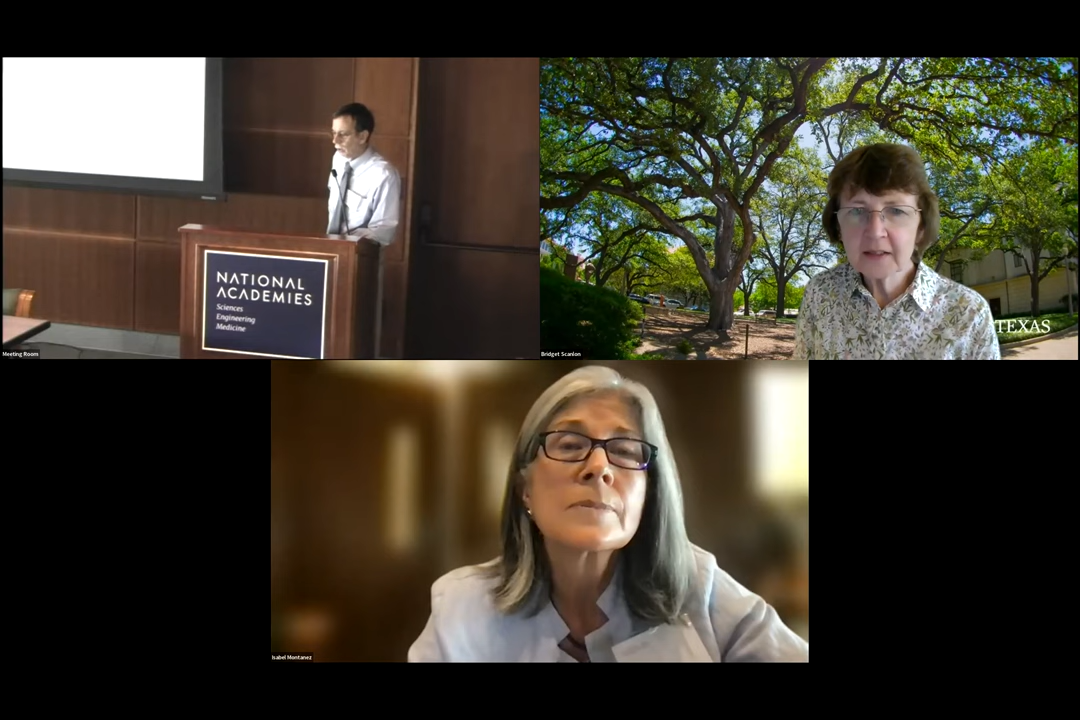 NATIONAL
ACADEMIES
Sciences
Engineering
Medicine
Meeting Room
TEXAS
Bridget Scanlon
Isabel Montanez